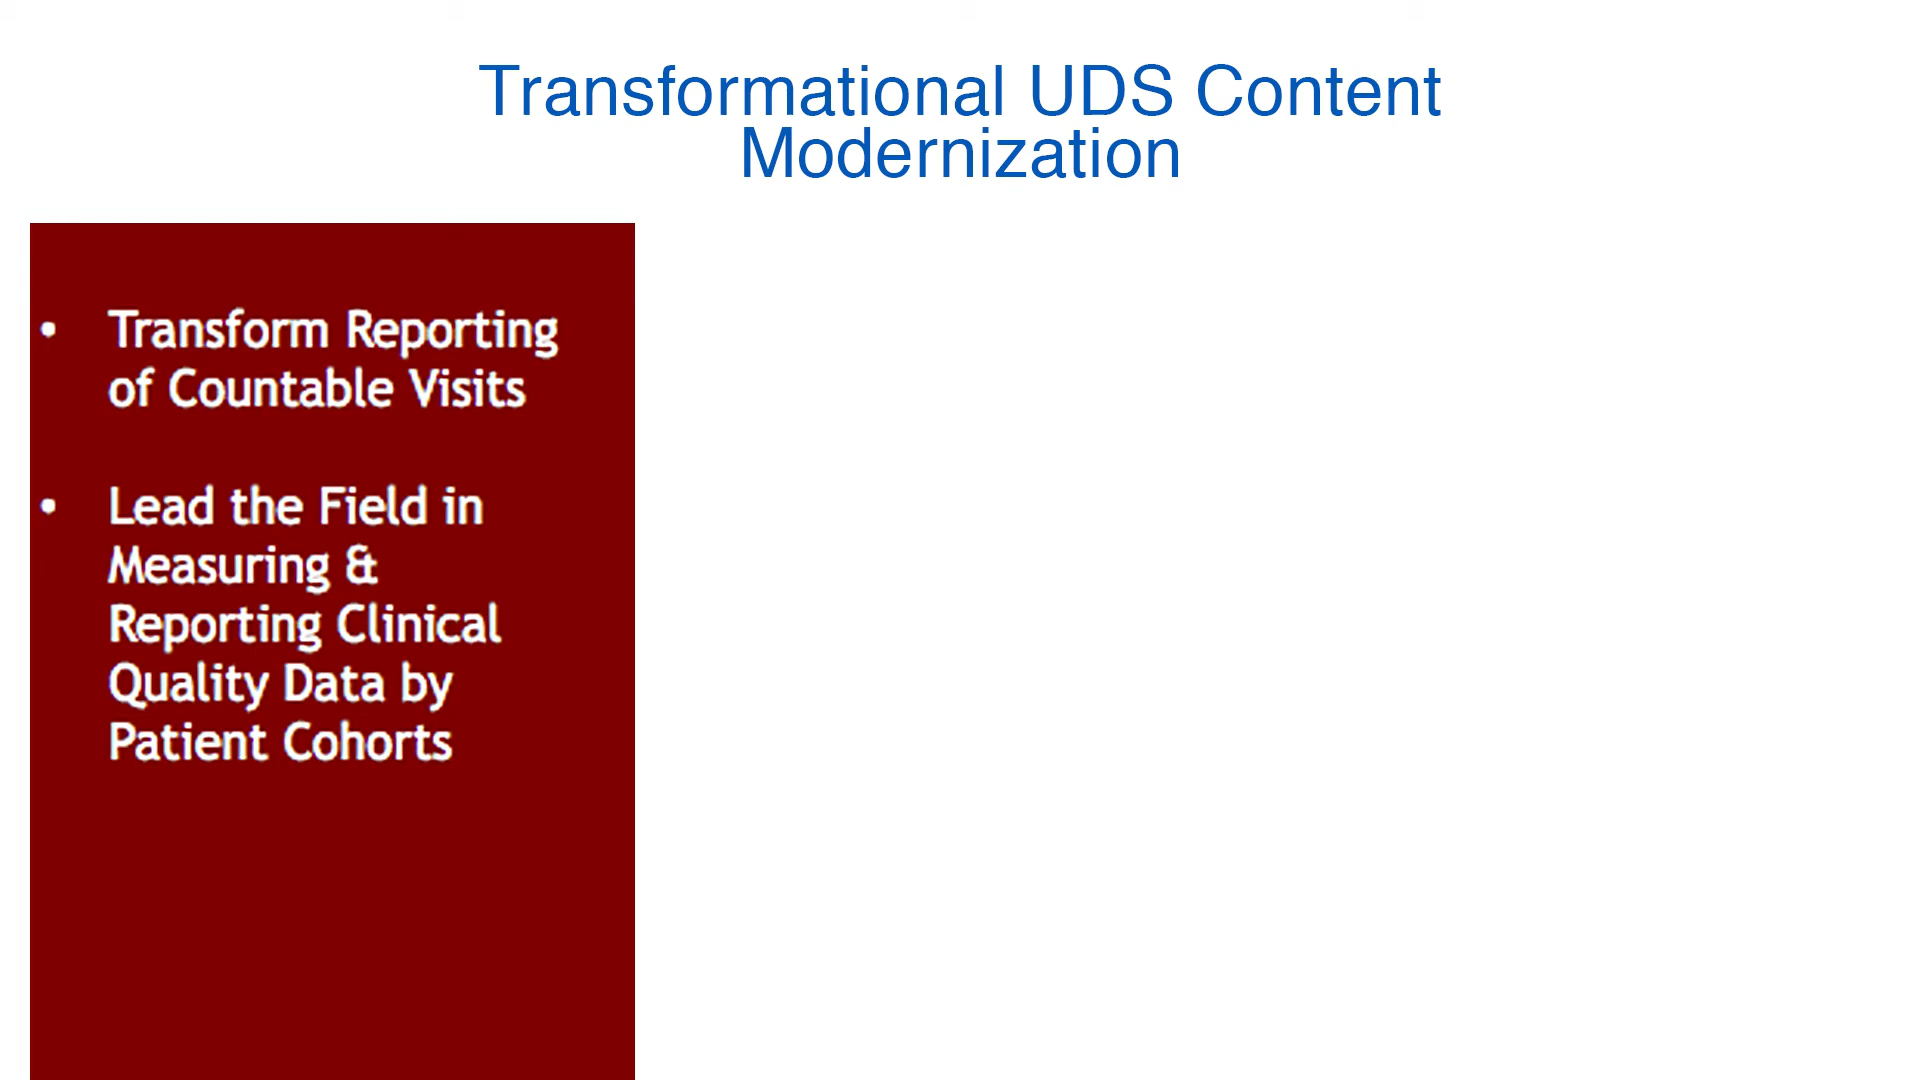 Transformational UDS Content
Modernization
• Transform Reporting
of Countable Visits
• Lead the Field in
Measuring &
Reporting Clinical
Quality Data by
Patient Cohorts